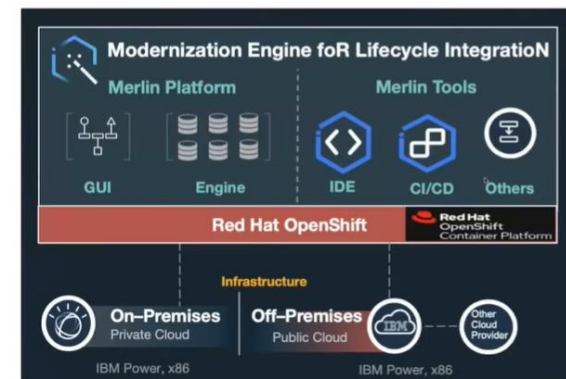 Modernization Engine foR Lifecycle IntegratioN
Merlin Platform
Merlin Tools
GUI
Engine
IDE
CI/CD
Others
Red Hat OpenShift
Red Hat
OpenShift
Container Platform
Infrastructure
On–Premises
Private Cloud
Off–Premises
Public Cloud
IBM
Other
Cloud
Provider
IBM Power, x86
IBM Power, x86